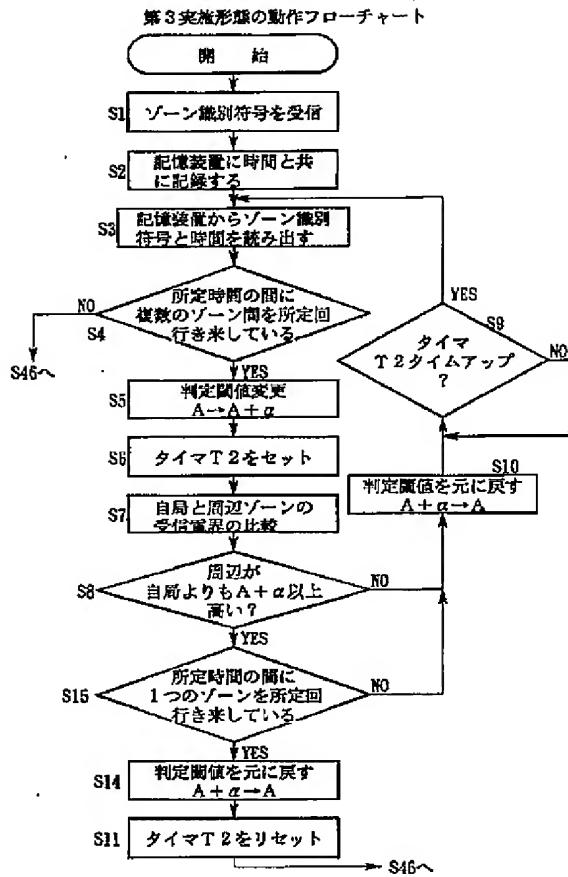 第3実施形態の動作フローチャート
開 始
S1
ゾーン識別符号を受信
S2
記憶装置に時間と共
に記録する
S3
記憶装置からゾーン識別
符号と時間を読み出す
NO
S4
所定時間の間に
複数のゾーン間を所定回
行き来している
S46へ
YES
S5
判定閾値変更
A→A+α
S6
タイマT2をセット
S7
自局と周辺ゾーンの
受信電界の比較
S8
周辺が
自局よりもA+α以上
高い?
NO
YES
S15
所定時間の間に
1つのゾーンを所定回
行き来している
NO
YES
S14
判定閾値を元に戻す
A+α→A
S11
タイマT2をリセット
S46へ
YES
S9
タイマ
T2タイムアップ
?
NO
S10
判定閾値を元に戻す
A+α→A